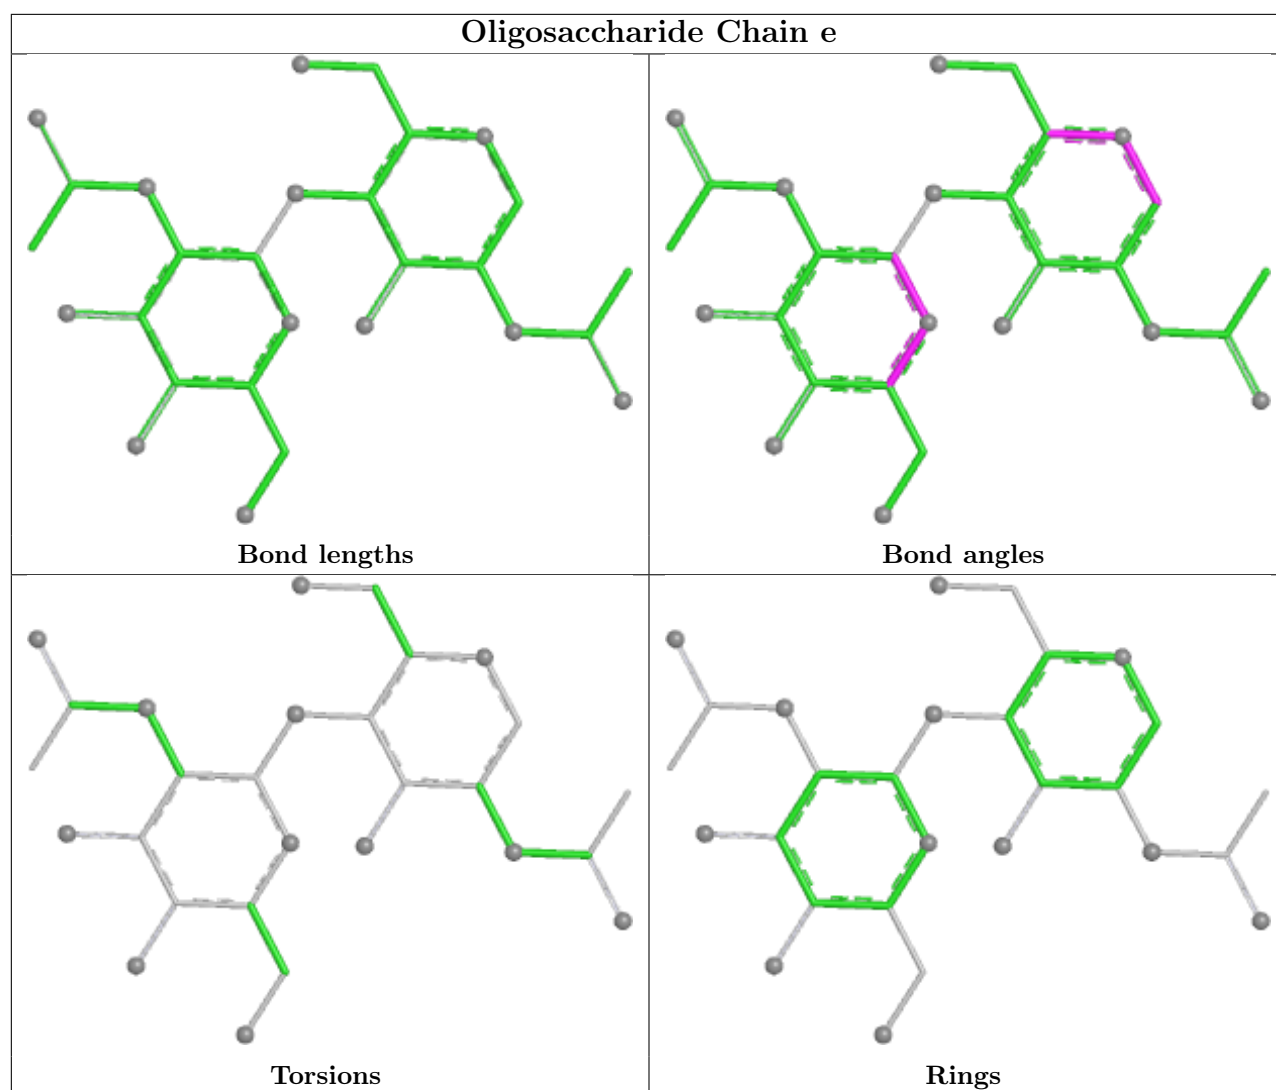 Oligosaccharide Chain e
Bond lengths
Bond angles
Torsions
Rings